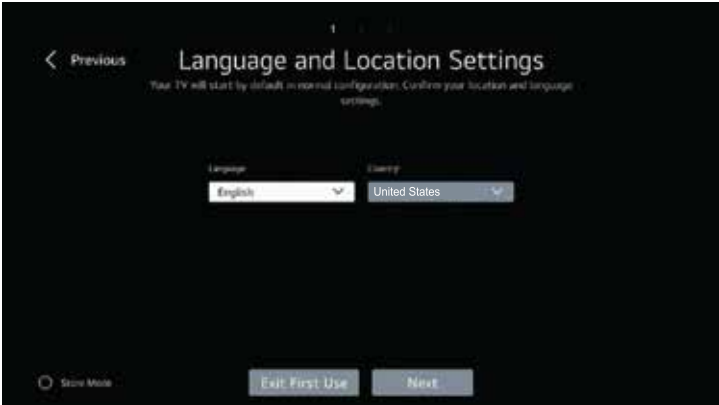 1
Previous
Language and Location Settings
Your TV will start by default in normal configuration. Confirm your location and language
settings.
Language
Country
English
United States
Store Mode
Exit First Use
Next